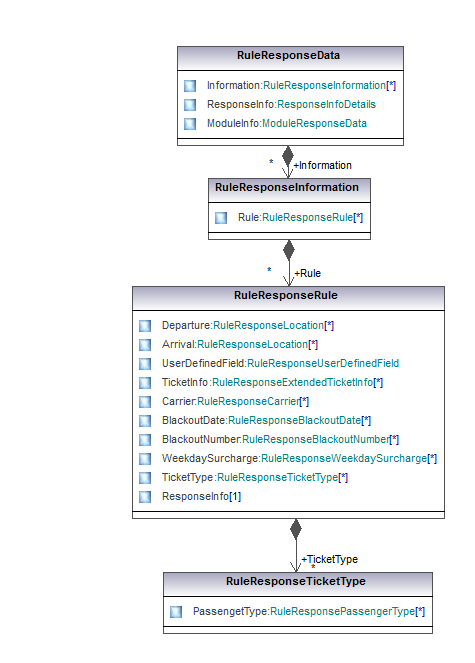 RuleResponseData
Information:RuleResponseInformation[*]
ResponseInfo:ResponseInfoDetails
ModuleInfo:ModuleResponseData
* +Information
RuleResponseInformation
Rule:RuleResponseRule[*]
* +Rule
RuleResponseRule
Departure:RuleResponseLocation[*]
Arrival:RuleResponseLocation[*]
UserDefinedField:RuleResponseUserDefinedField
TicketInfo:RuleResponseExtendedTicketInfo[*]
Carrier:RuleResponseCarrier[*]
BlackoutDate:RuleResponseBlackoutDate[*]
BlackoutNumber:RuleResponseBlackoutNumber[*]
WeekdaySurcharge:RuleResponseWeekdaySurcharge[*]
TicketType:RuleResponseTicketType[*]
ResponseInfo[1]
+TicketType
*
RuleResponseTicketType
PassengetType:RuleResponsePassengerType[*]